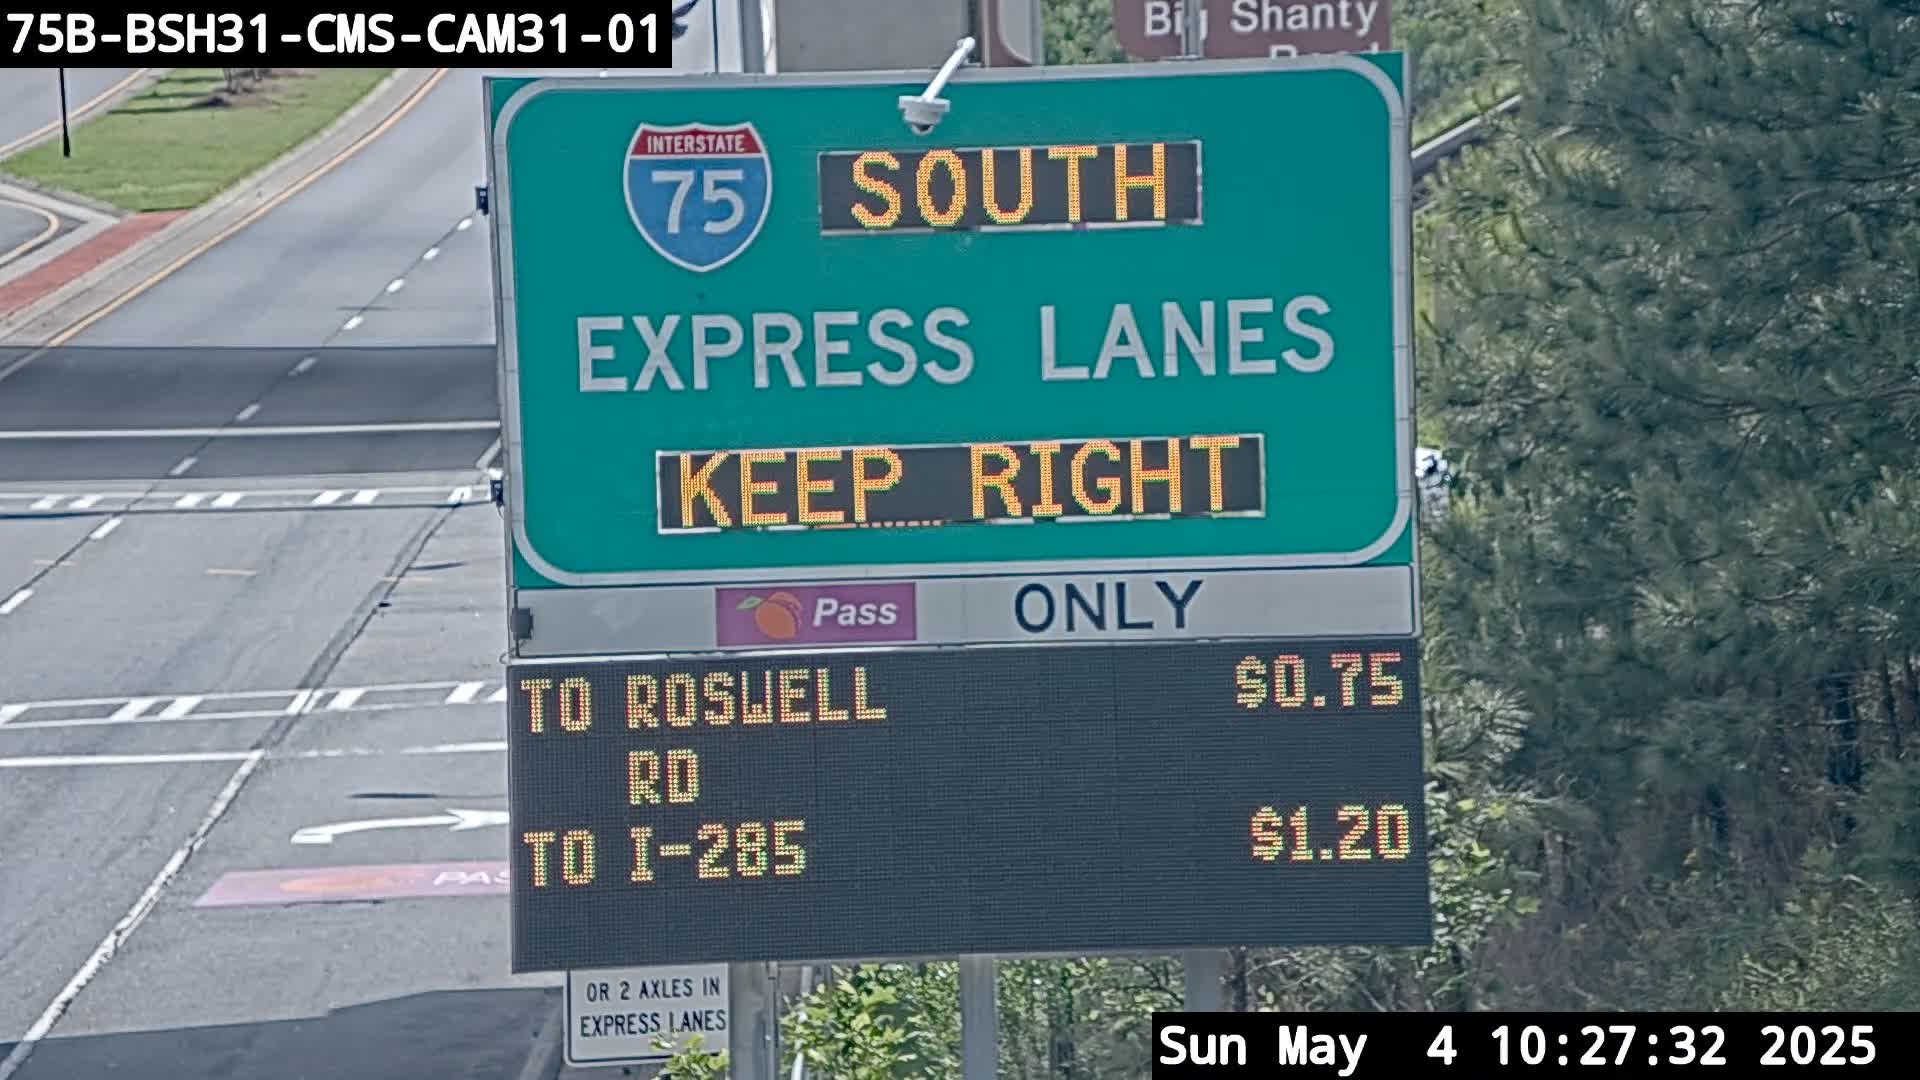 75B-BSH31-CMS-CAM31-01
Big Shanty
Road
INTERSTATE
75
SOUTH
EXPRESS LANES
KEEP RIGHT
Pass ONLY
TO ROSWELL $0.75
RD
TO I-285 $1.20
OR 2 AXLES IN
EXPRESS LANES
Sun May 4 10:27:32 2025